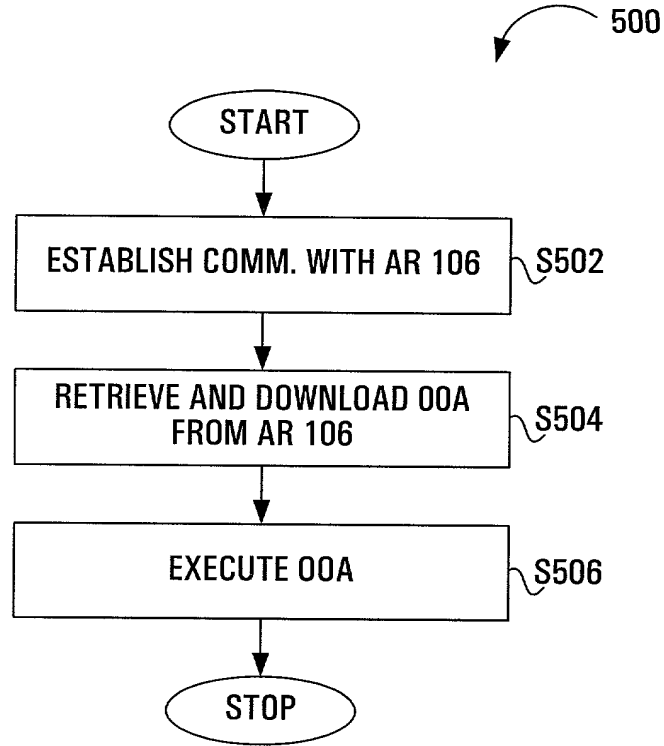 500
START
ESTABLISH COMM. WITH AR 106
S502
RETRIEVE AND DOWNLOAD OOA
FROM AR 106
S504
EXECUTE OOA
S506
STOP